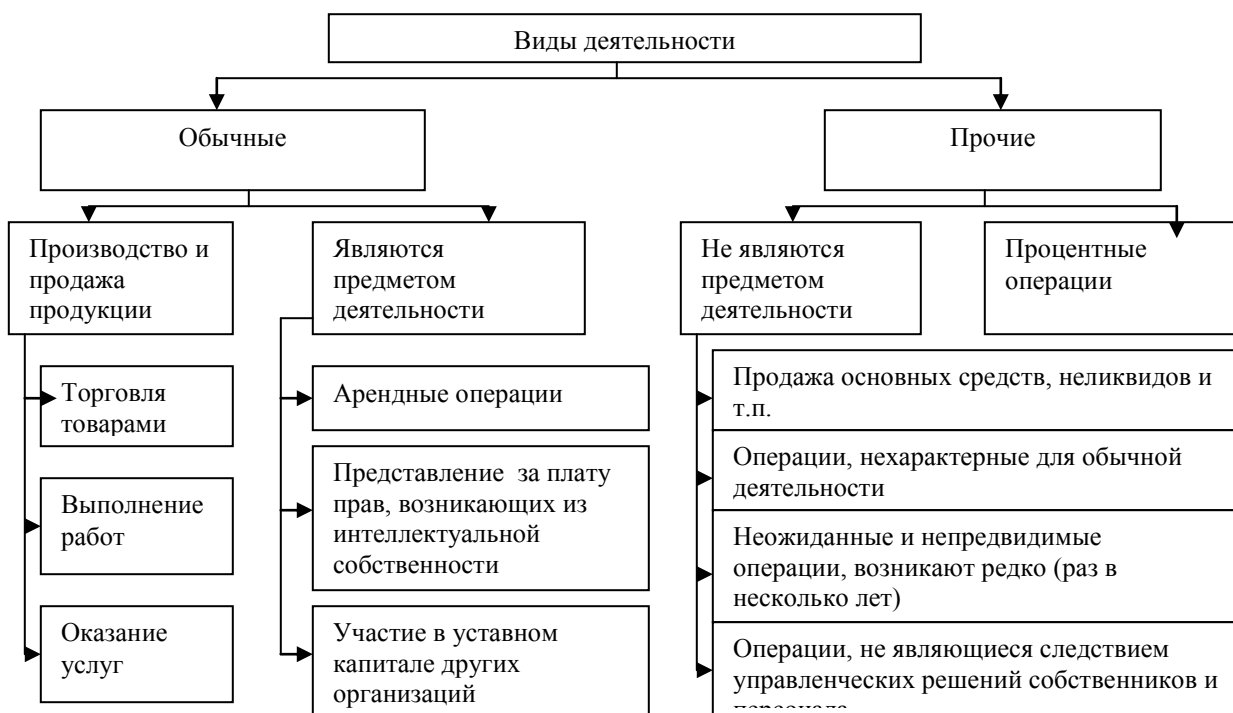 Виды деятельности
Обычные
Прочие
Производство и
продажа
продукции
Являются
предметом
деятельности
Не являются
предметом
деятельности
Процентные
операции
Торговля
товарами
Выполнение
работ
Оказание
услуг
Арендные операции
Представление за плату
прав, возникающих из
интеллектуальной
собственности
Участие в уставном
капитале других
организаций
Продажа основных средств, неликвидов и
т.п.
Операции, нехарактерные для обычной
деятельности
Неожиданные и непредвидимые
операции, возникают редко (раз в
несколько лет)
Операции, не являющиеся следствием
управленческих решений собственников и